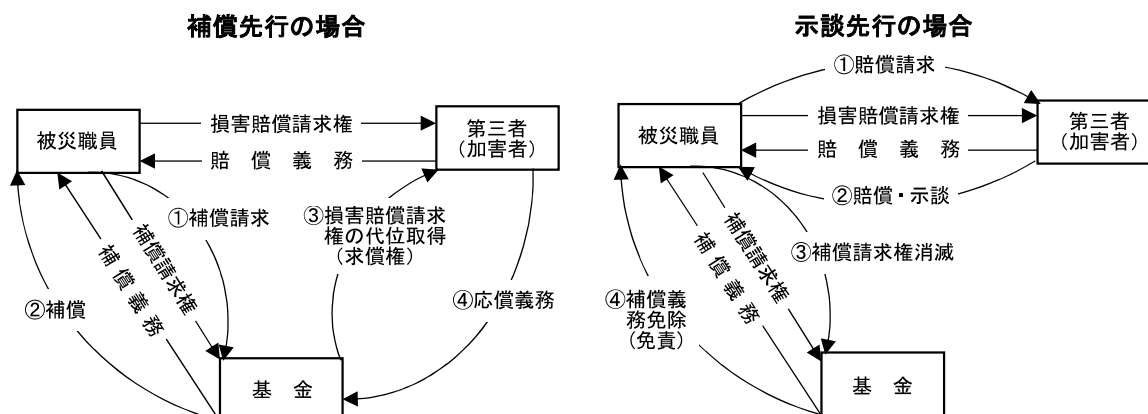 補償先行の場合
被災職員
損害賠償請求権
賠償義務
第三者
（加害者）
①補償請求
補償請求権
補償義務
②補償
③損害賠償請求
権の代位取得
（求償権）
④応償義務
基金
示談先行の場合
①賠償請求
被災職員
損害賠償請求権
賠償義務
第三者
（加害者）
②賠償・示談
補償請求権
補償義務
③補償請求権消滅
④補償義
務免除
（免責）
基金